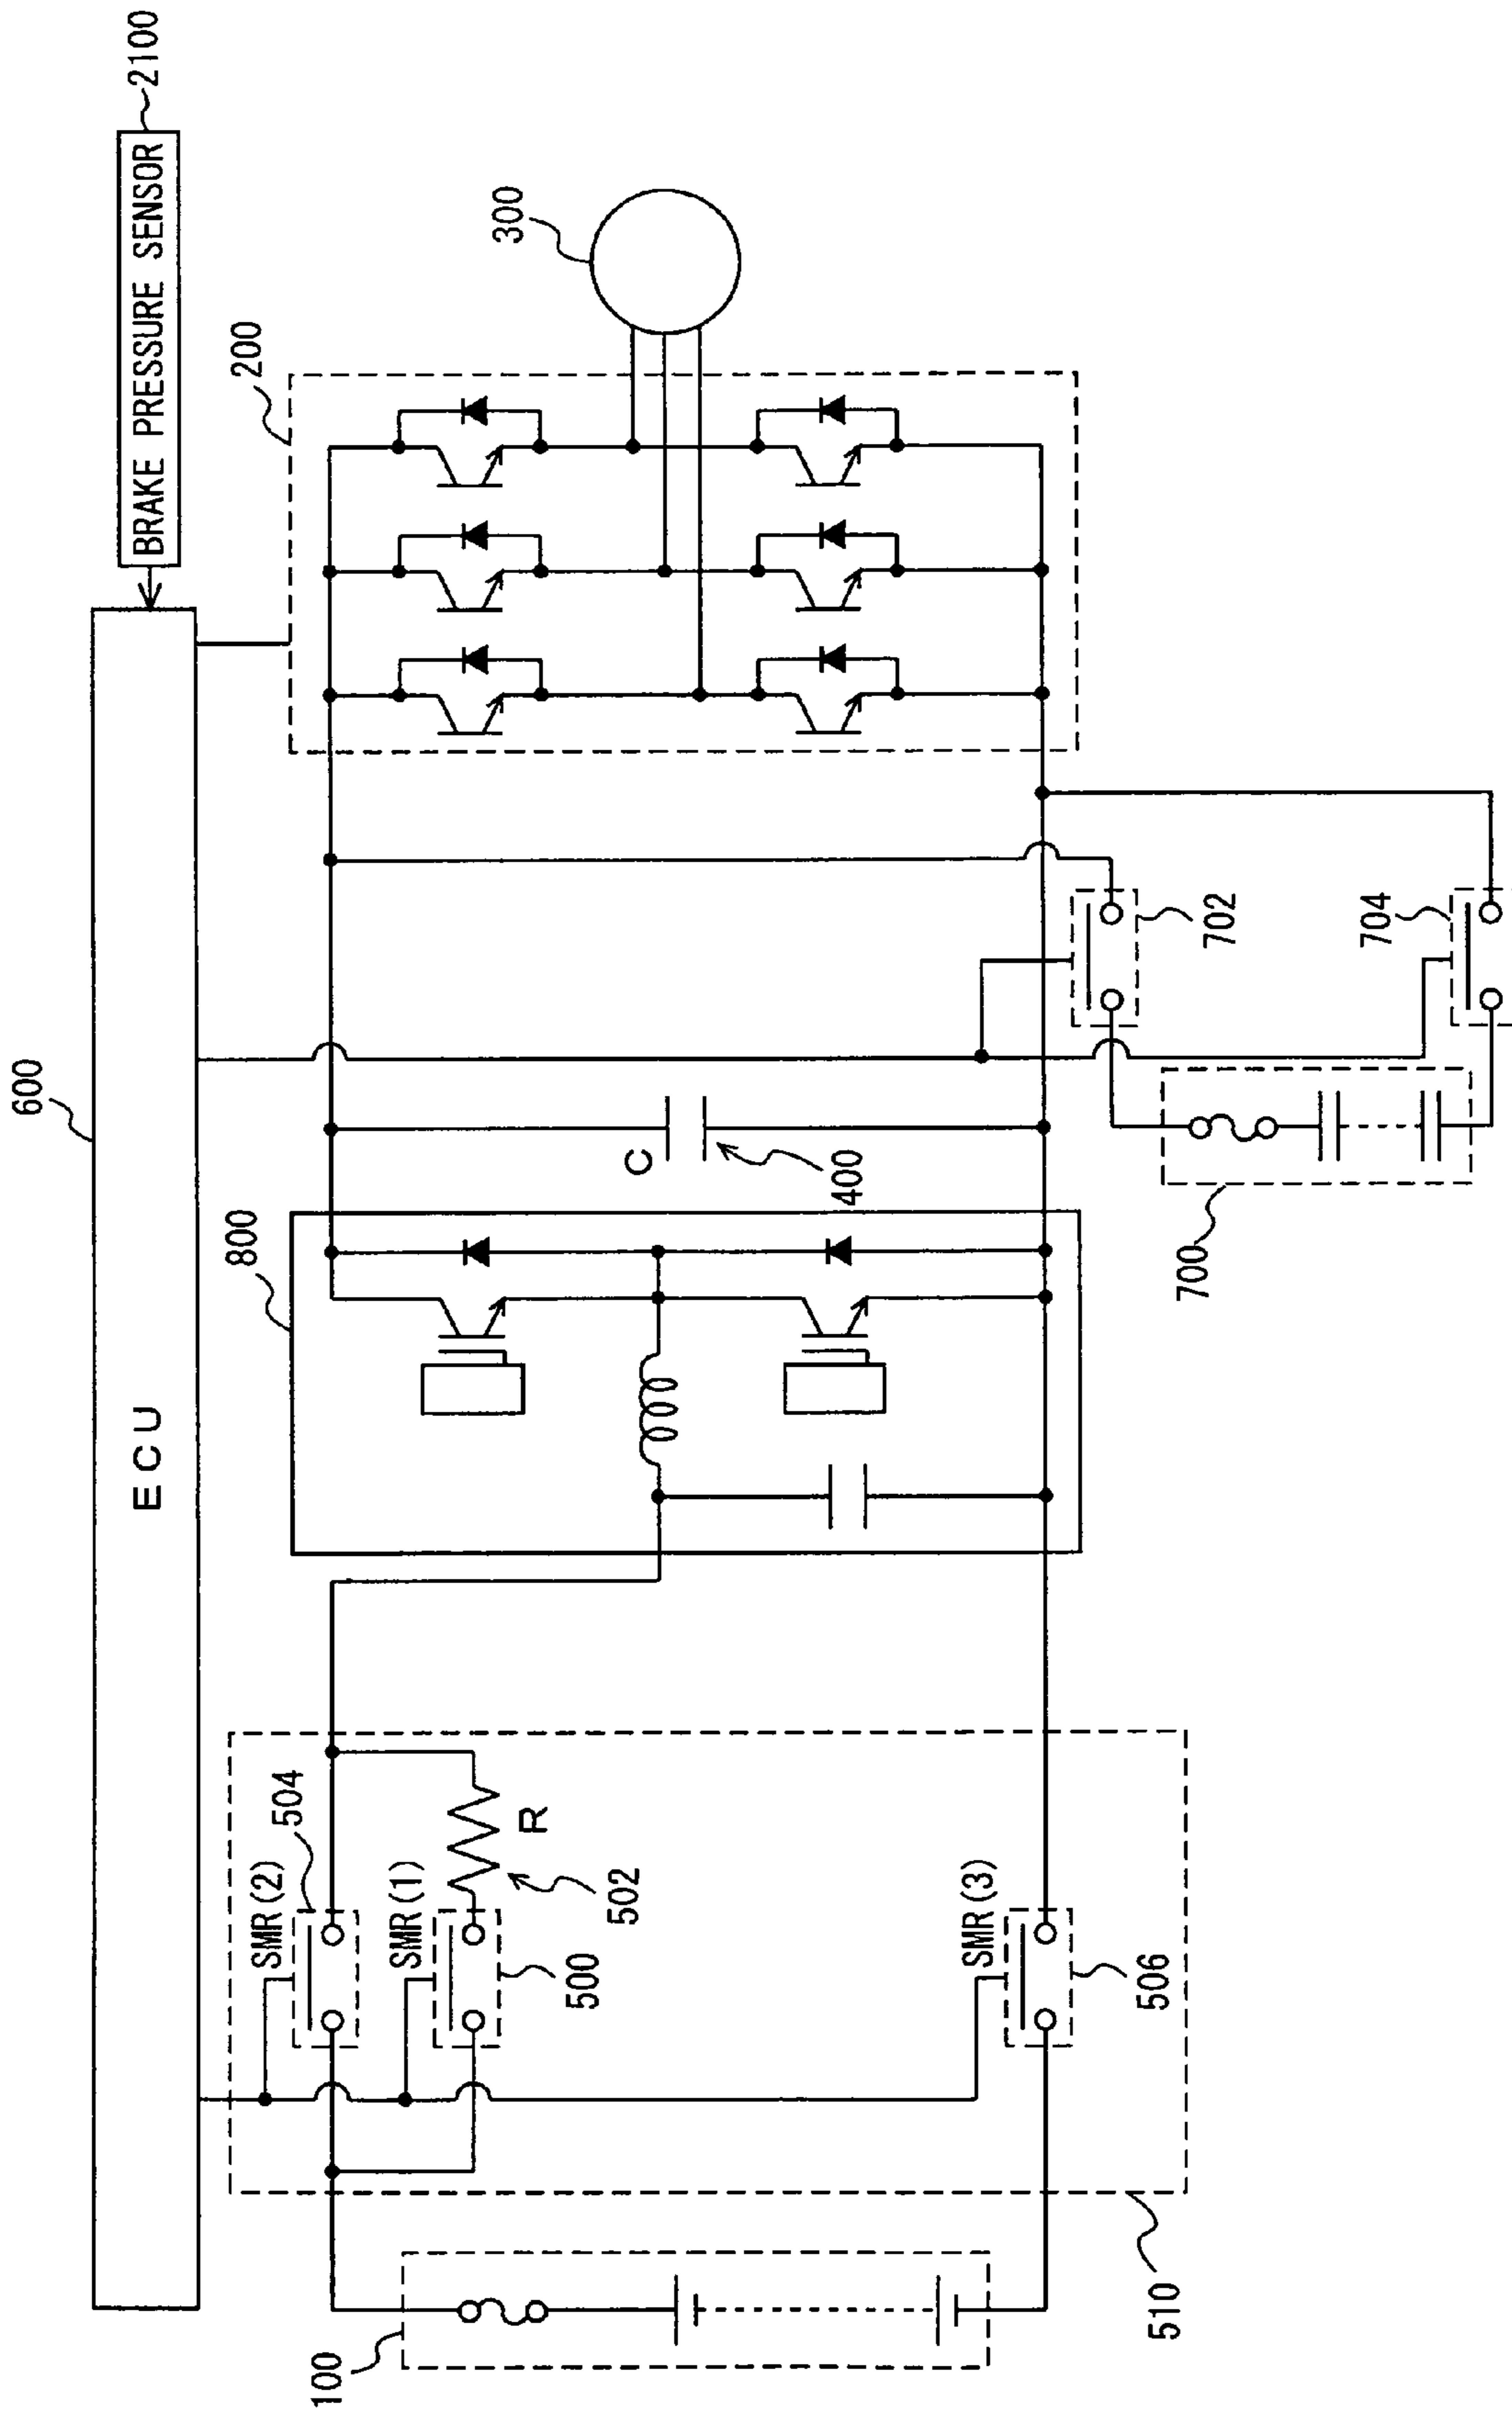 BRAKE PRESSURE SENSOR
2100
600
ECU
200
300
800
C
400
702
704
700
SMR(2)
504
SMR(1)
R
502
500
SMR(3)
506
100
510